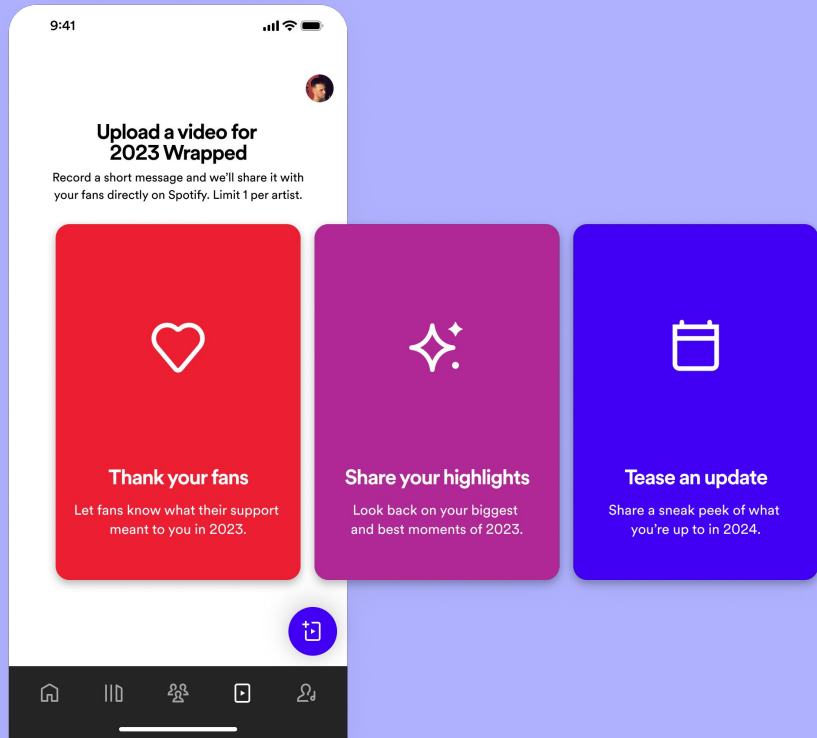 9:41
Upload a video for
2023 Wrapped
Record a short message and we'll share it with
your fans directly on Spotify. Limit 1 per artist.
Thank your fans
Let fans know what their support
meant to you in 2023.
Share your highlights
Look back on your biggest
and best moments of 2023.
Tease an update
Share a sneak peek of what
you're up to in 2024.